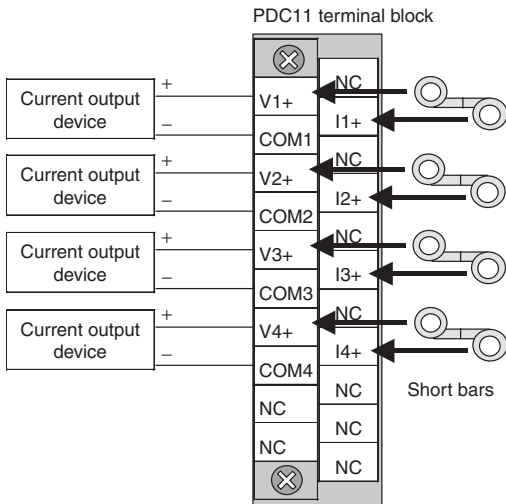 PDC11 terminal block
Current output
device
+
−
Current output
device
+
−
Current output
device
+
−
Current output
device
+
−
V1+
COM1
V2+
COM2
V3+
COM3
V4+
COM4
NC
NC
NC
I1+
NC
I2+
NC
I3+
NC
I4+
NC
NC
NC
Short bars